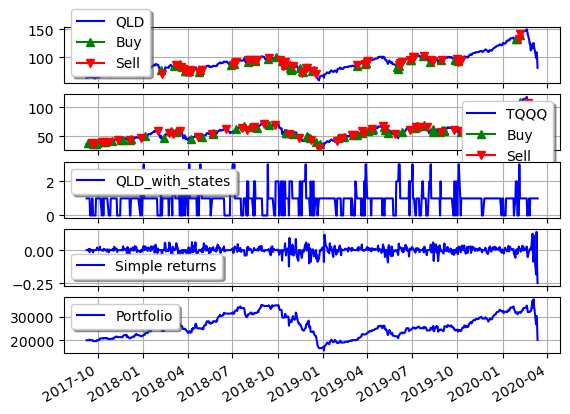 150
100
QLD
Buy
Sell
100
50
TQQQ
Buy
Sell
2
0
QLD_with_states
0.00
−0.25
Simple returns
30000
20000
Portfolio
2017-10
2018-01
2018-04
2018-07
2018-10
2019-01
2019-04
2019-07
2019-10
2020-01
2020-04